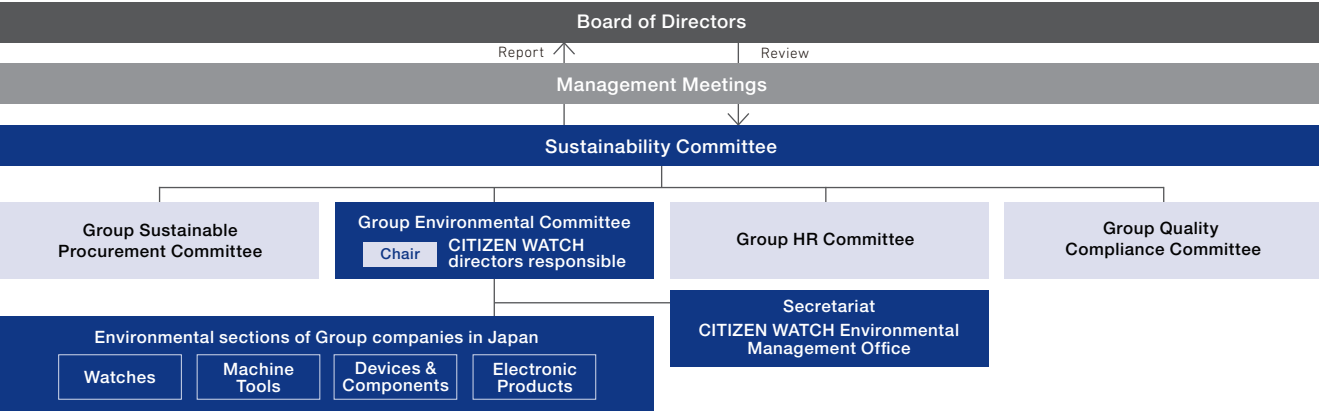 Board of Directors
Report
Review
Management Meetings
Sustainability Committee
Group Sustainable
Procurement Committee
Group Environmental Committee
Chair
CITIZEN WATCH
directors responsible
Group HR Committee
Group Quality
Compliance Committee
Secretariat
CITIZEN WATCH Environmental
Management Office
Environmental sections of Group companies in Japan
Watches
Machine
Tools
Devices &
Components
Electronic
Products